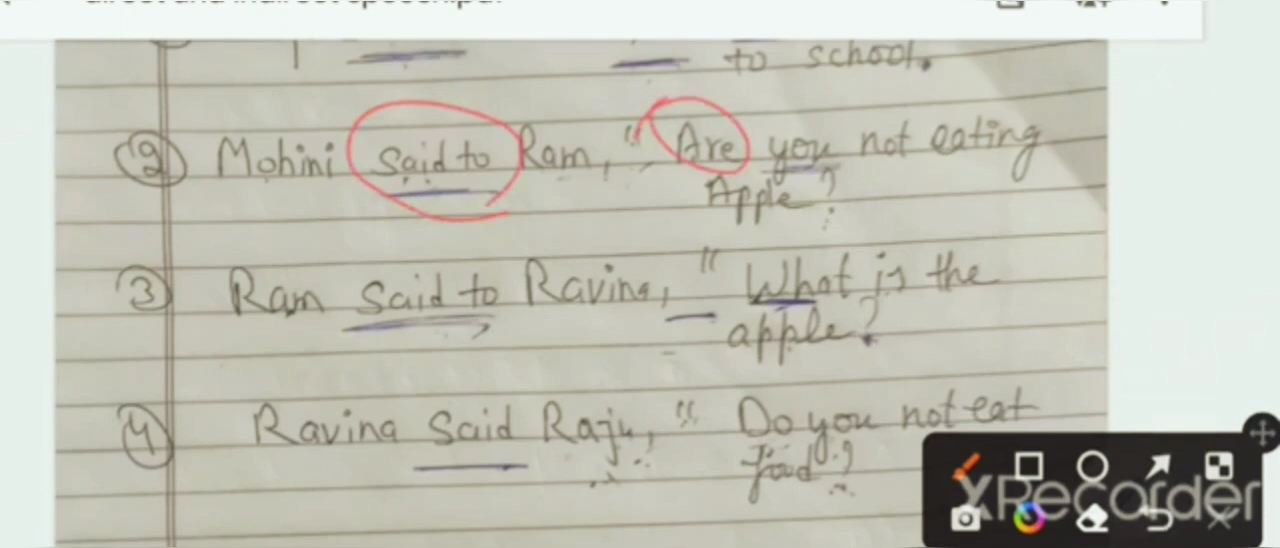 to school.
② Mohini Said to Ram, " Are you not eating
Apple?
③ Ram Said to Ravina, " What is the
apple?
④ Ravina Said Raju, " Do you not eat
food?
XRecorder